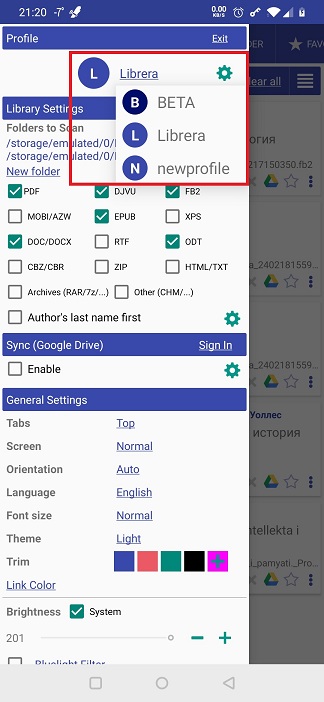 21:20 -7° 0.00 KB/S
Profile Exit
L Librera
B BETA
L Librera
N newprofile
DER FAVO
Clear all
Library Settings
Folders to Scan
/storage/emulated/0/
/storage/emulated/0/
New folder
PDF DJVU FB2
MOBI/AZW EPUB XPS
DOC/DOCX RTF ODT
CBZ/CBR ZIP HTML/TXT
Archives (RAR/7z/...) Other (CHM/...)
Author's last name first
Sync (Google Drive) Sign In
Enable
General Settings
Tabs Top
Screen Normal
Orientation Auto
Language English
Font size Normal
Theme Light
Trim
Link Color
Brightness System
201
Bluelight Filter
огия
217150350.fb2
a_2402181559...
a_2402181559...
Уоллес
история
ntellekta i
i_pamyati._Pro...